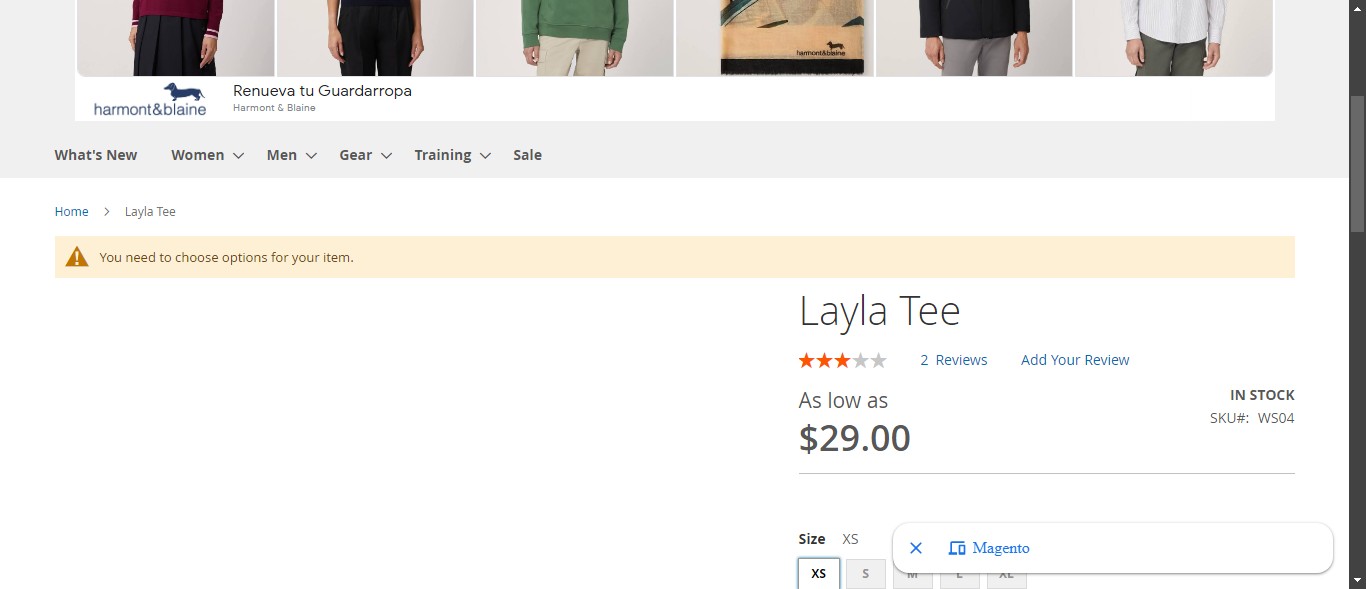 harmont&blaine
harmont&blaine
Renueva tu Guardarropa
Harmont & Blaine
What's New
Women
Men
Gear
Training
Sale
Home > Layla Tee
You need to choose options for your item.
Layla Tee
2 Reviews
Add Your Review
As low as
$29.00
IN STOCK
SKU#: WS04
Size XS
Magento
XS
S
M
L
XL